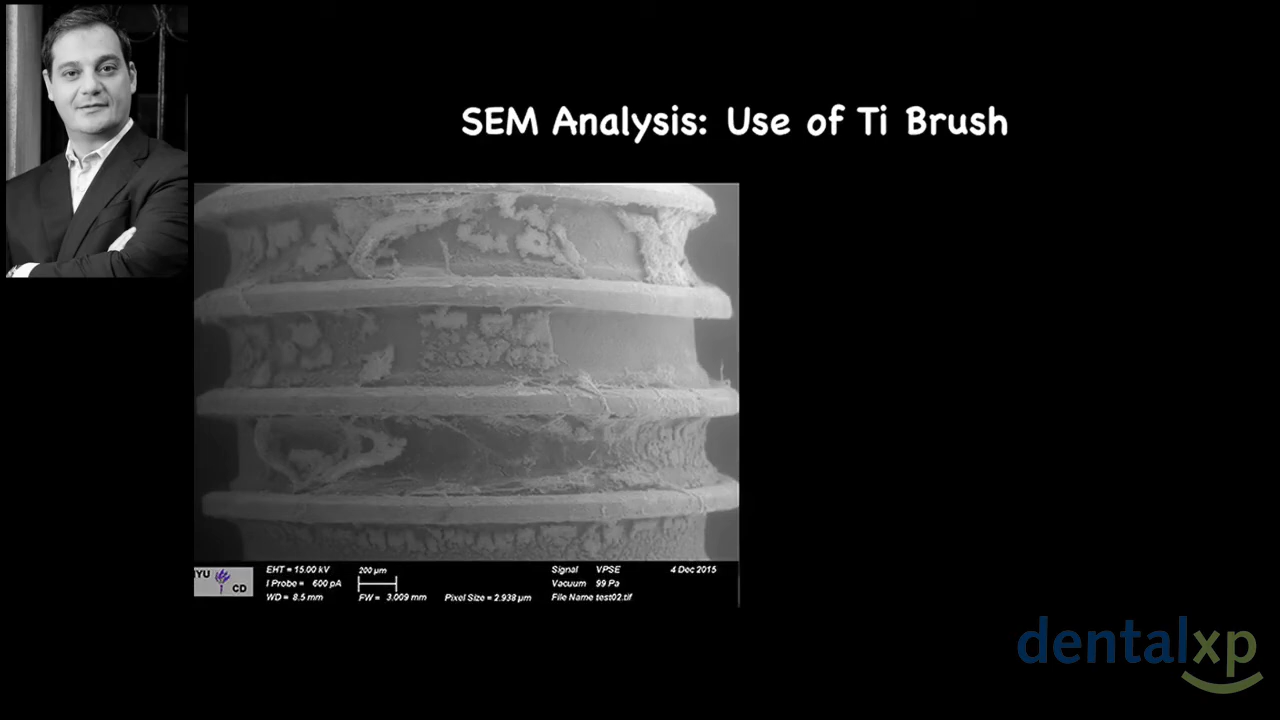 SEM Analysis: Use of Ti Brush
YU CD
EHT = 15.00 kV
I Probe = 600 pA
WD = 8.5 mm
200 µm
FW = 3.009 mm
Pixel Size = 2.938 µm
Signal VPSE
Vacuum 99 Pa
File Name test02.tif
4 Dec 2015
dentalxp